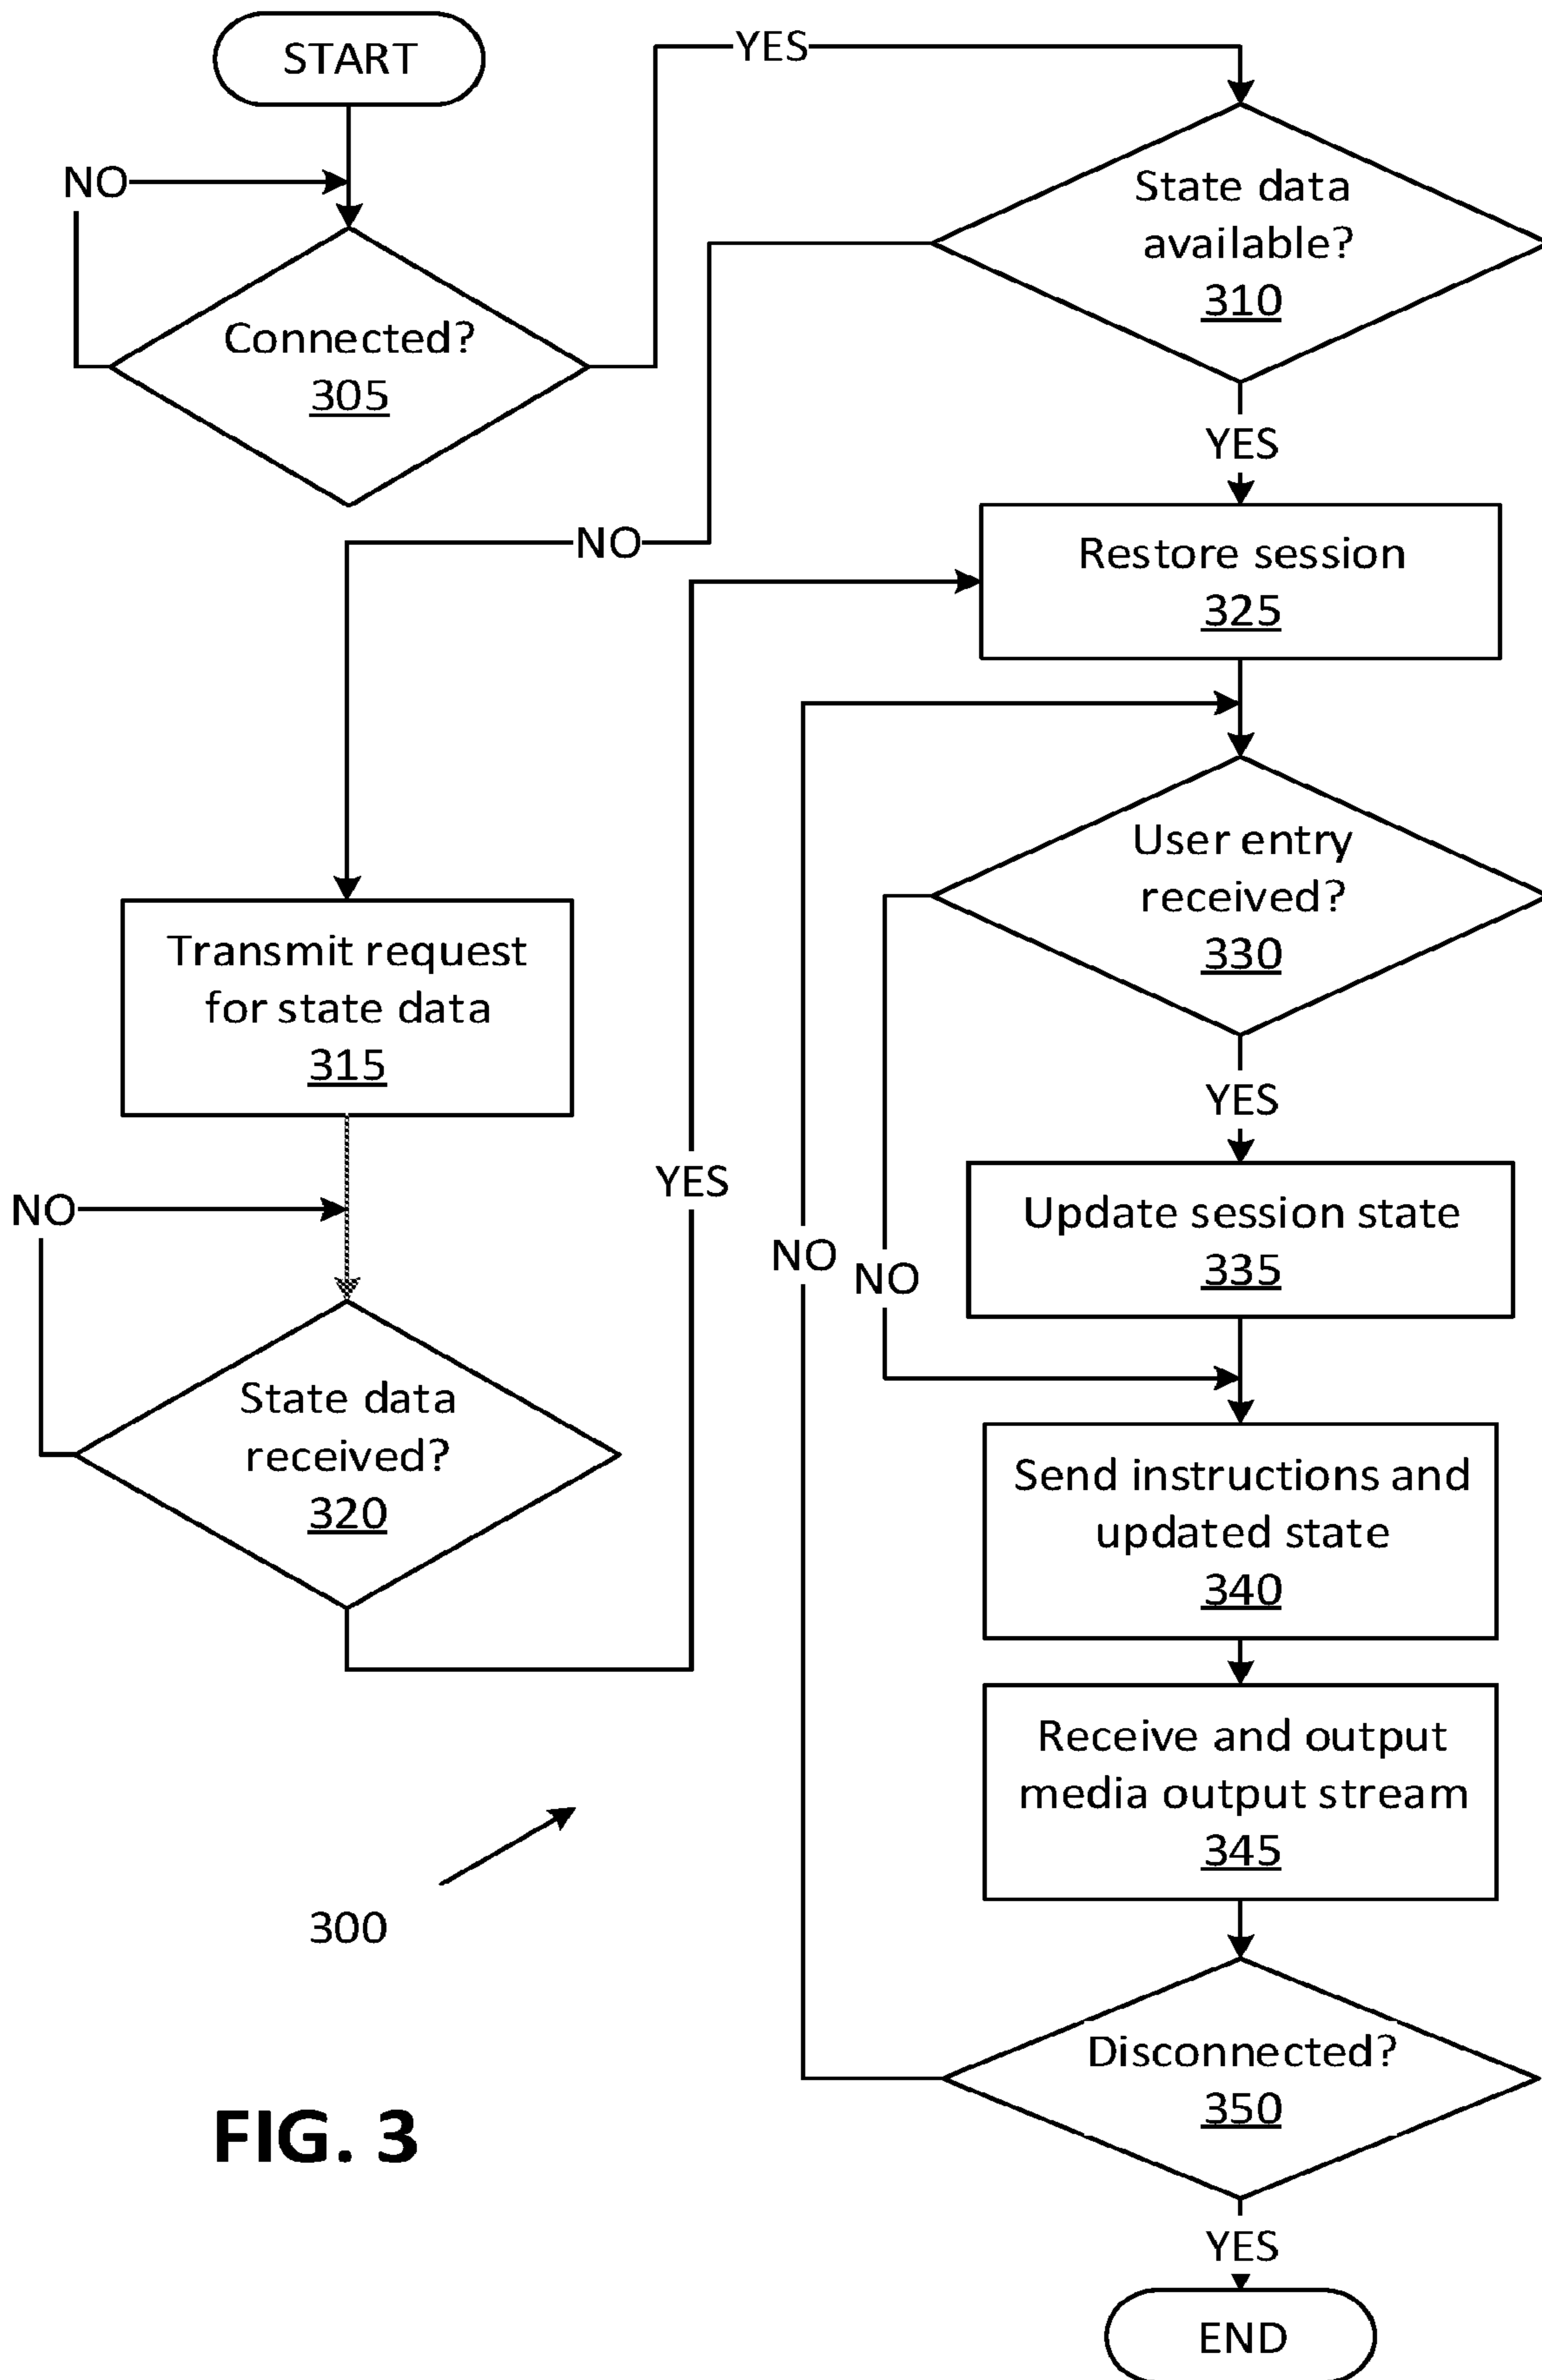 START
YES
NO
Connected?
305
State data
available?
310
YES
NO
Restore session
325
User entry
received?
330
Transmit request
for state data
315
YES
YES
NO
NO
NO
Update session state
335
State data
received?
320
Send instructions and
updated state
340
Receive and output
media output stream
345
300
Disconnected?
350
FIG. 3
YES
END